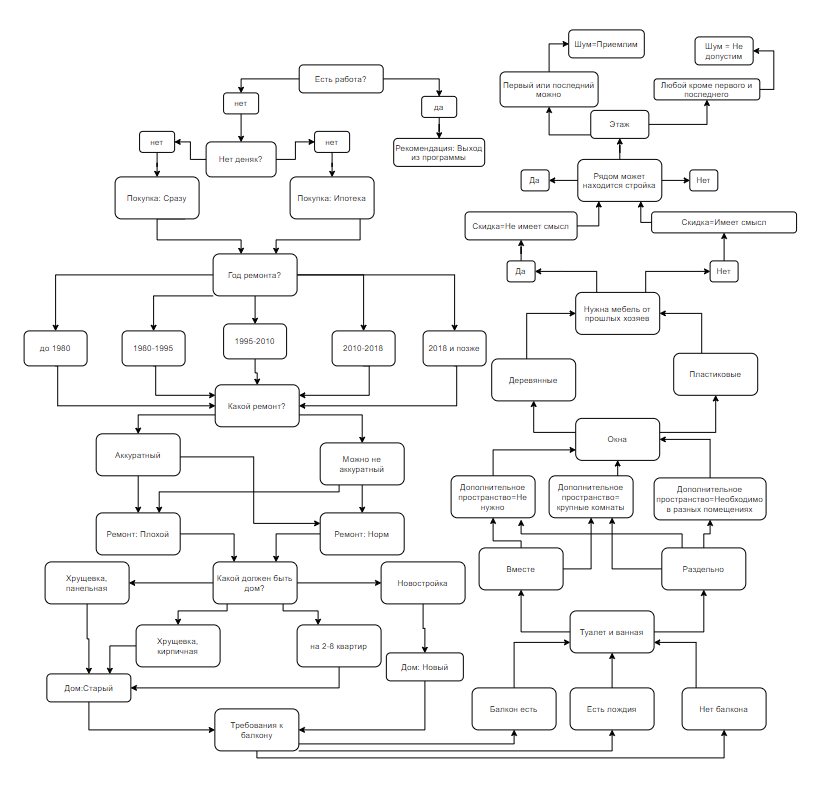 Есть работа?
нет
да
Рекомендация: Выход
из программы
нет
Нет деняк?
нет
Покупка: Сразу
Покупка: Ипотека
Год ремонта?
до 1980
1980-1995
1995-2010
2010-2018
2018 и позже
Какой ремонт?
Аккуратный
Можно не
аккуратный
Ремонт: Плохой
Ремонт: Норм
Хрущевка,
панельная
Какой должен быть
дом?
Новостройка
Хрущевка,
кирпичная
на 2-8 квартир
Дом:Старый
Дом: Новый
Требования к
балкону
Шум=Приемлим
Шум = Не
допустим
Первый или последний
можно
Любой кроме первого и
последнего
Этаж
Да
Рядом может
находится стройка
Нет
Скидка=Не имеет смысл
Скидка=Имеет смысл
Да
Нет
Нужна мебель от
прошлых хозяев
Деревянные
Пластиковые
Окна
Дополнительное
пространство=Не
нужно
Дополнительное
пространство=
крупные комнаты
Дополнительное
пространство=Необходимо
в разных помещениях
Вместе
Раздельно
Туалет и ванная
Балкон есть
Есть лождия
Нет балкона